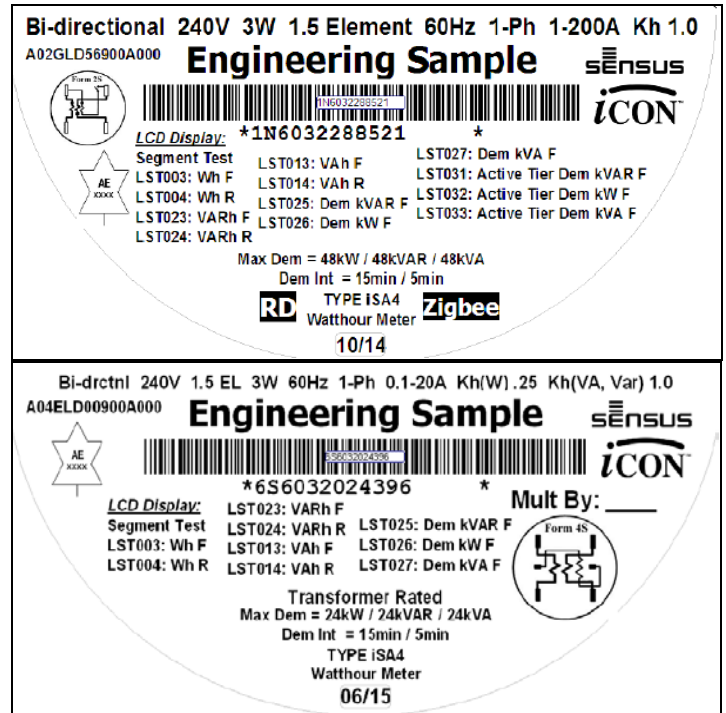 Bi-directional 240V 3W 1.5 Element 60Hz 1-Ph 1-200A Kh 1.0
A02GLD56900A000
Engineering Sample
sensus
Form 2S
1N6032288521
iCON
LCD Display:
*1N6032288521 *
Segment Test
LST003: Wh F
LST004: Wh R
LST023: VARh F
LST024: VARh R
LST013: VAh F
LST014: VAh R
LST025: Dem kVAR F
LST026: Dem kW F
LST027: Dem kVA F
LST031: Active Tier Dem kVAR F
LST032: Active Tier Dem kW F
LST033: Active Tier Dem kVA F
AE
xxxx
Max Dem = 48kW / 48kVAR / 48kVA
Dem Int = 15min / 5min
RD
TYPE iSA4
Watthour Meter
Zigbee
10/14
Bi-drctnl 240V 1.5 EL 3W 60Hz 1-Ph 0.1-20A Kh(W) .25 Kh(VA, Var) 1.0
A04ELD00900A000
Engineering Sample
sensus
AE
xxxx
6S6032024396
iCON
*6S6032024396 *
Mult By: ____
LCD Display:
Segment Test
LST003: Wh F
LST004: Wh R
LST023: VARh F
LST024: VARh R
LST013: VAh F
LST014: VAh R
LST025: Dem kVAR F
LST026: Dem kW F
LST027: Dem kVA F
Form 4S
Transformer Rated
Max Dem = 24kW / 24kVAR / 24kVA
Dem Int = 15min / 5min
TYPE iSA4
Watthour Meter
06/15